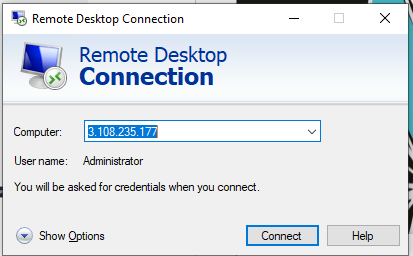 Remote Desktop Connection
Remote Desktop
Connection
Computer: 3.108.235.177
User name: Administrator
You will be asked for credentials when you connect.
Show Options Connect Help